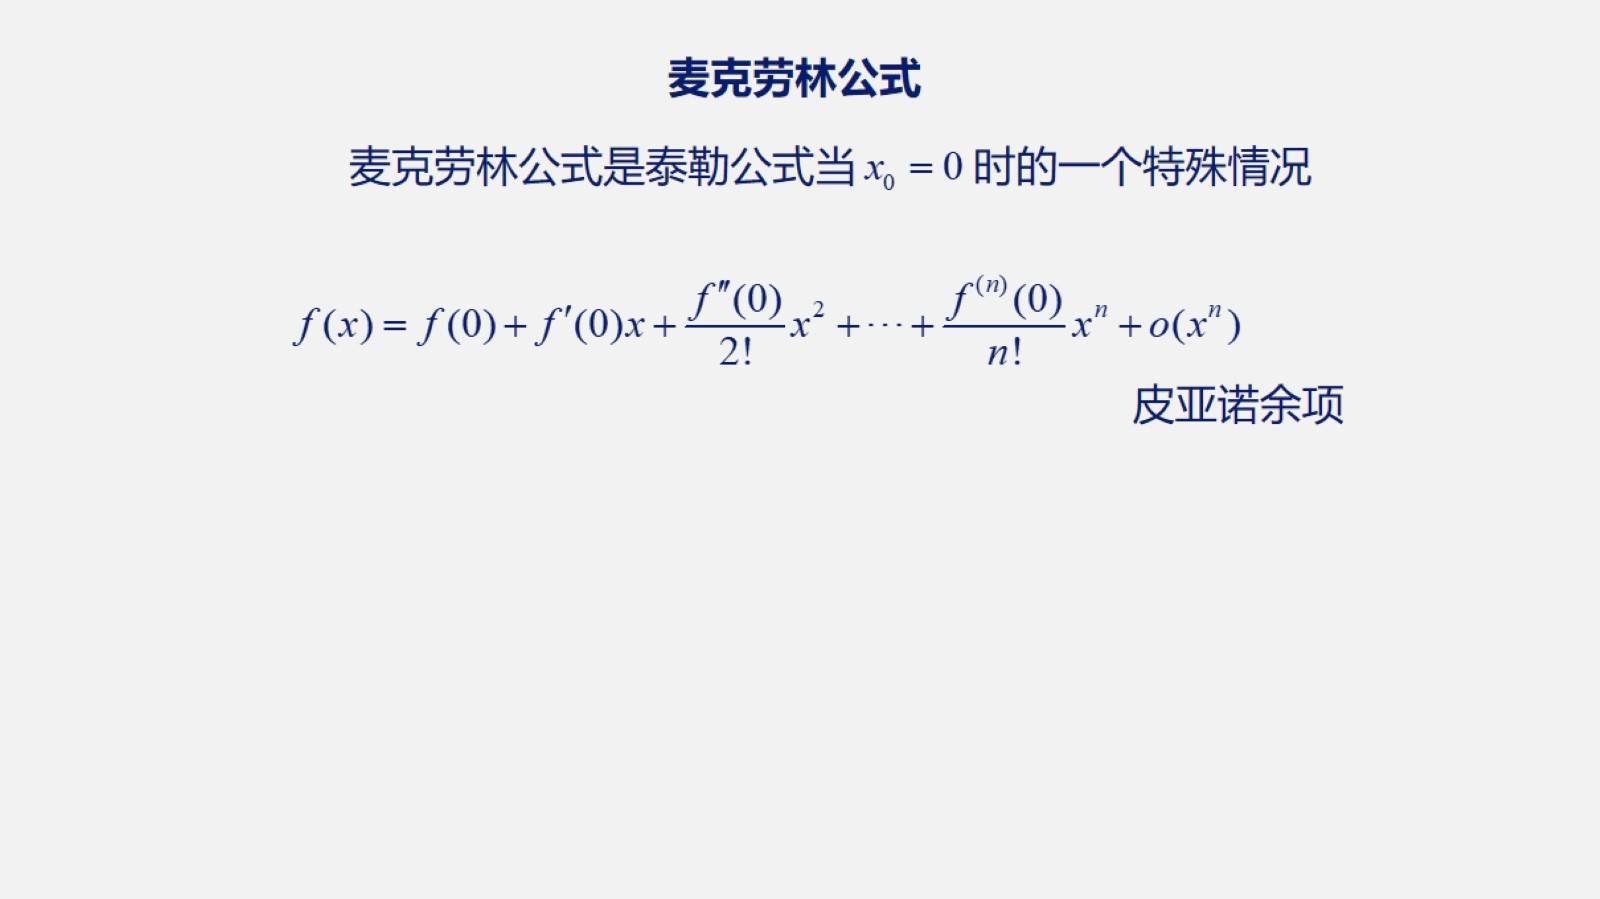 麦克劳林公式
麦克劳林公式是泰勒公式当 x₀ = 0 时的一个特殊情况
f(x) = f(0) + f′(0)x + \frac{f″(0)}{2!}x² + ⋯ + \frac{f⁽ⁿ⁾(0)}{n!}xⁿ + o(xⁿ)
皮亚诺余项